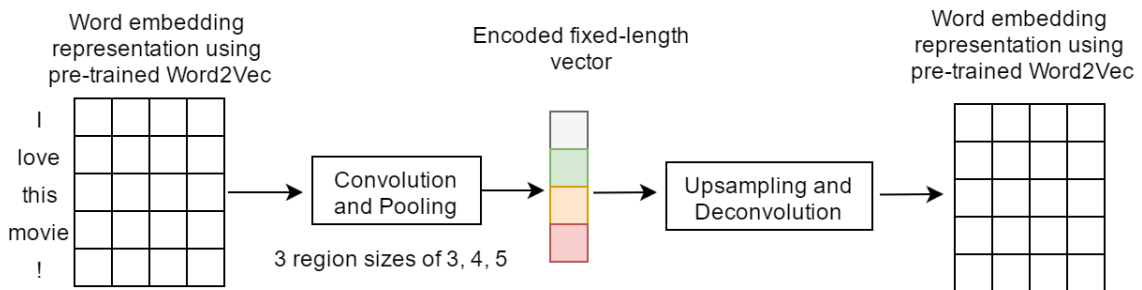 Word embedding
representation using
pre-trained Word2Vec
I
love
this
movie
!
Convolution
and Pooling
3 region sizes of 3, 4, 5
Encoded fixed-length
vector
Upsampling and
Deconvolution
Word embedding
representation using
pre-trained Word2Vec